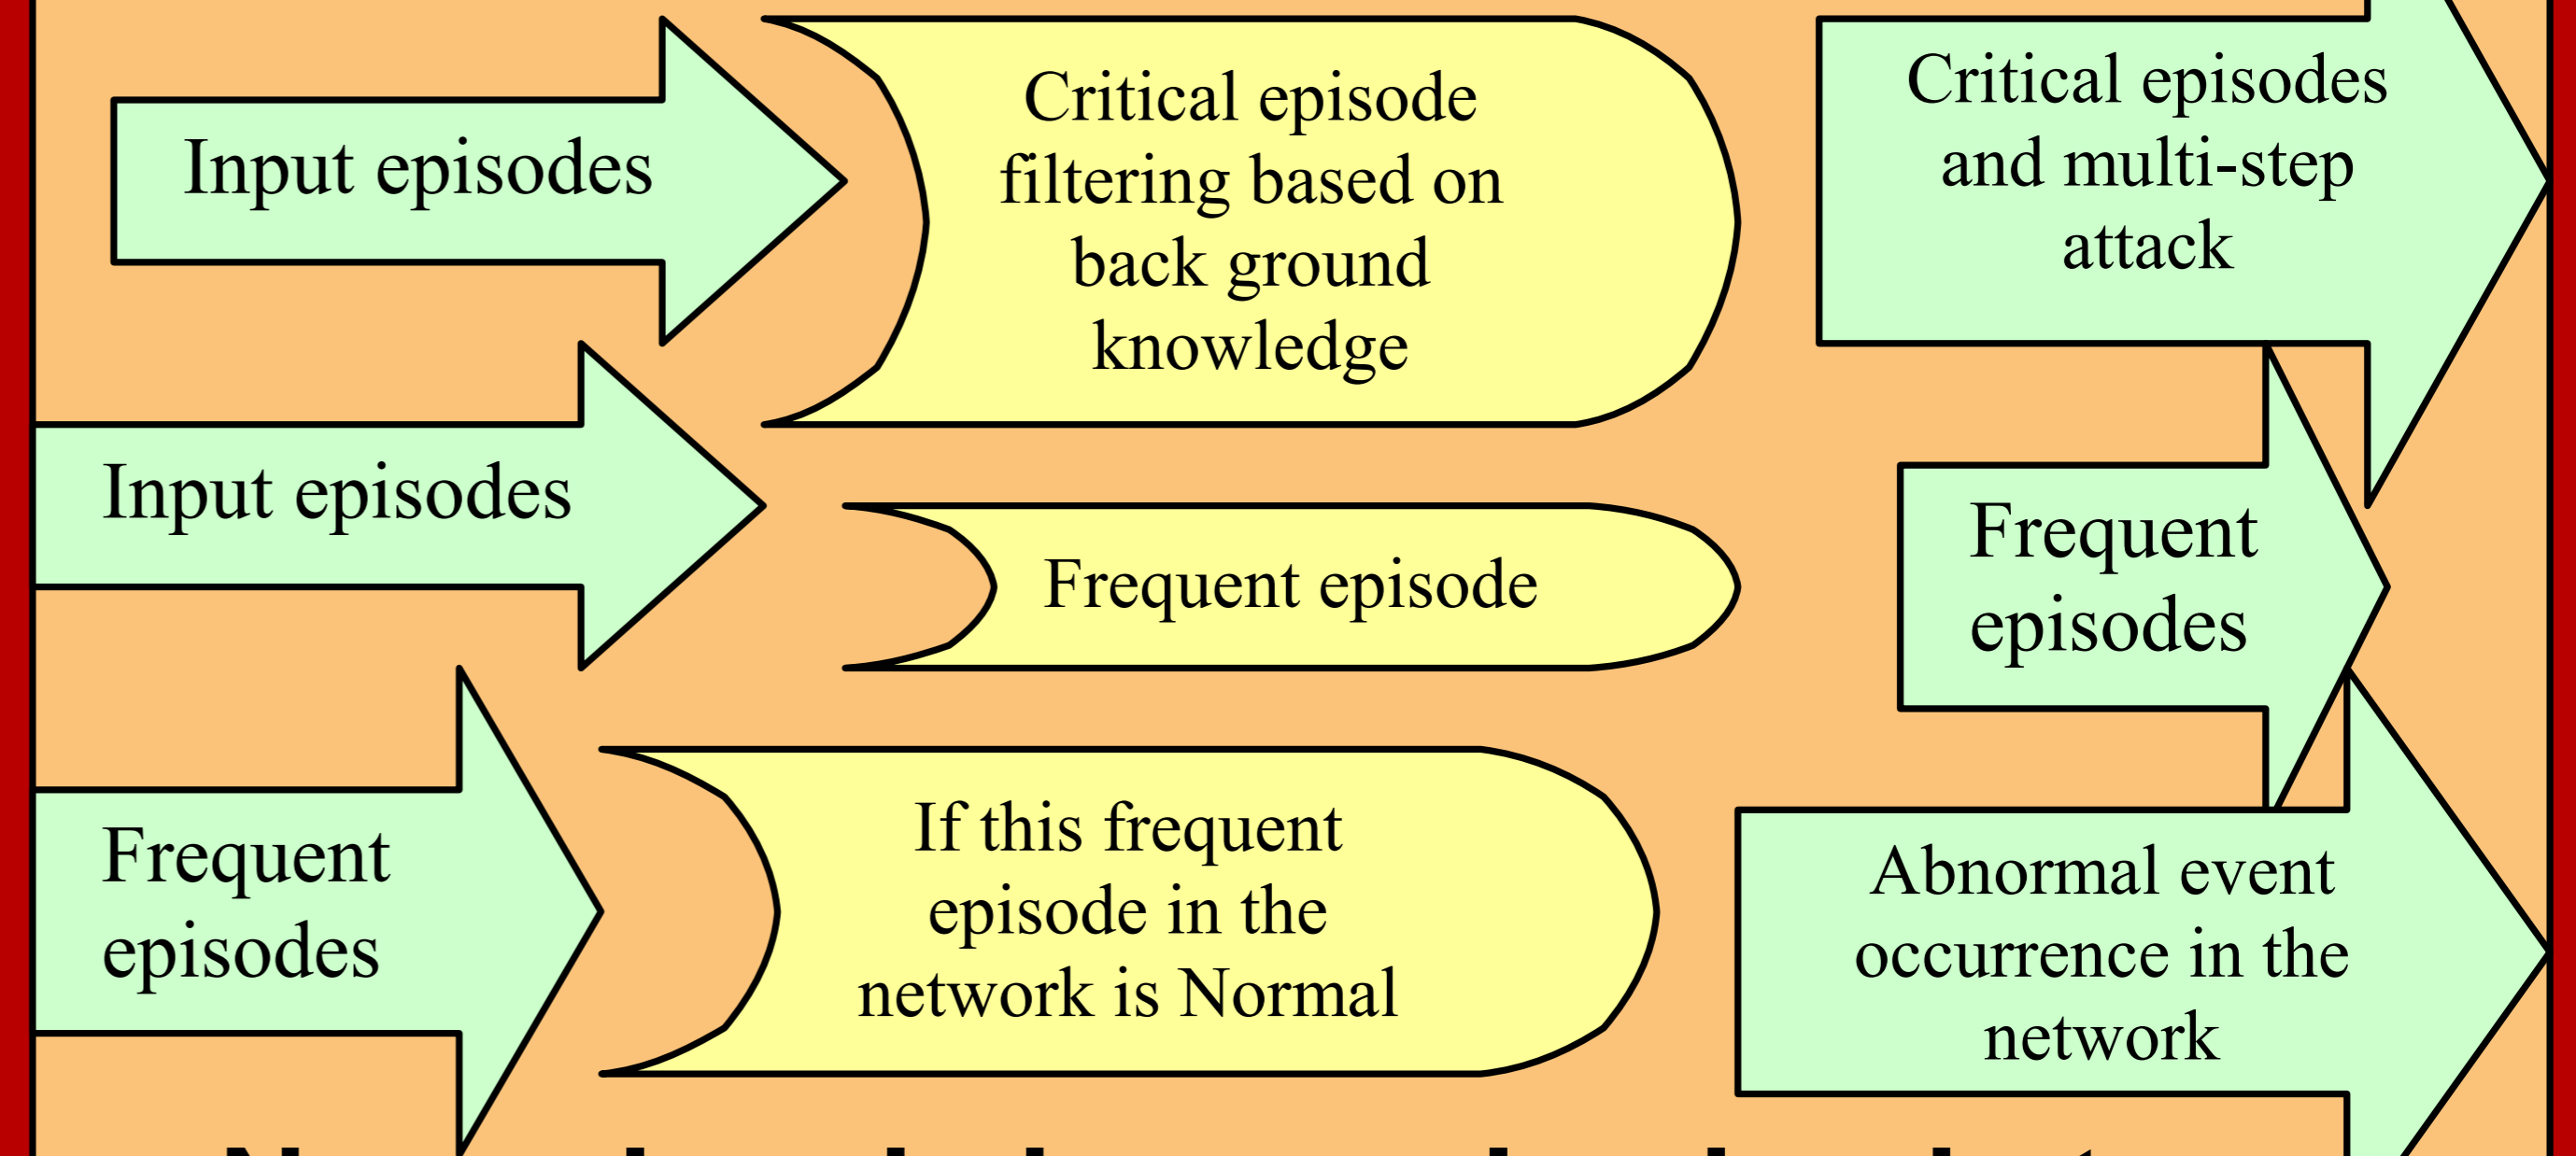 Input episodes
Critical episode
filtering based on
back ground
knowledge
Critical episodes
and multi-step
attack
Input episodes
Frequent episode
Frequent
episodes
Frequent
episodes
If this frequent
episode in the
network is Normal
Abnormal event
occurrence in the
network